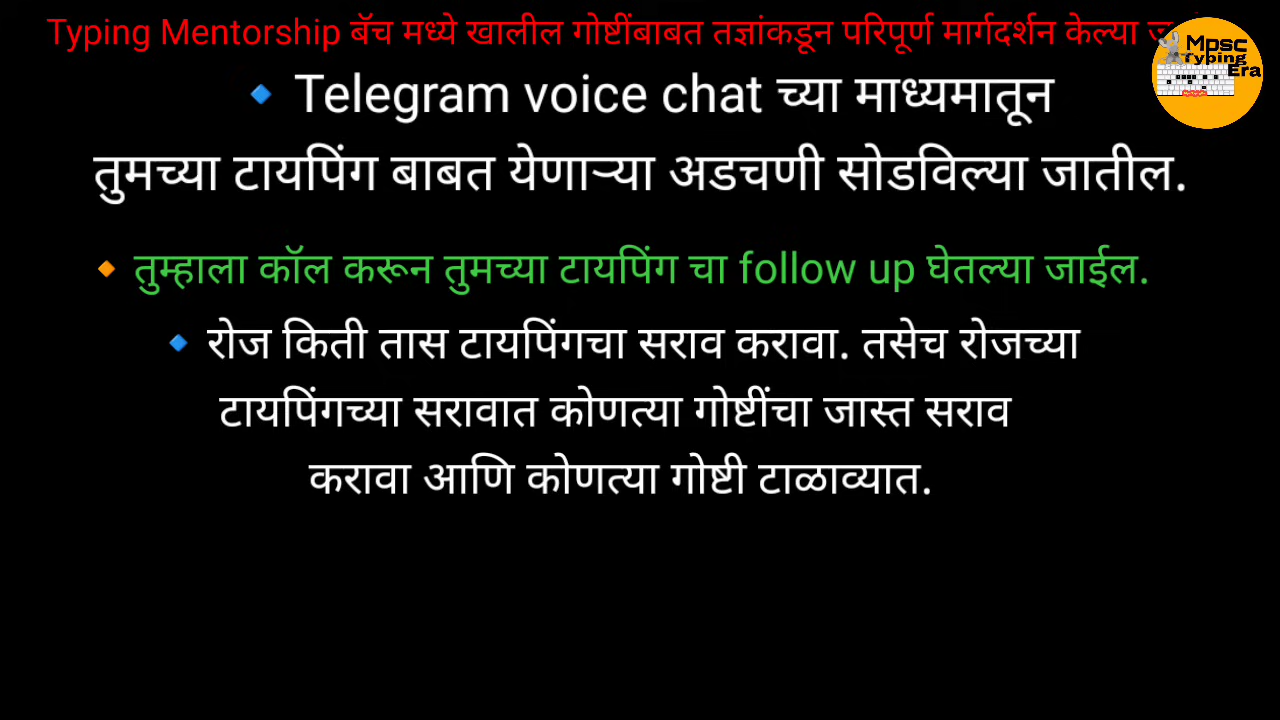 Typing Mentorship बॅच मध्ये खालील गोष्टींबाबत तज्ञांकडून परिपूर्ण मार्गदर्शन केल्या
Mpsc
Typing
Era
🔹 Telegram voice chat च्या माध्यमातून
तुमच्या टायपिंग बाबत येणाऱ्या अडचणी सोडविल्या जातील.
🔸 तुम्हाला कॉल करून तुमच्या टायपिंग चा follow up घेतल्या जाईल.
🔹 रोज किती तास टायपिंगचा सराव करावा. तसेच रोजच्या
टायपिंगच्या सरावात कोणत्या गोष्टींचा जास्त सराव
करावा आणि कोणत्या गोष्टी टाळाव्यात.